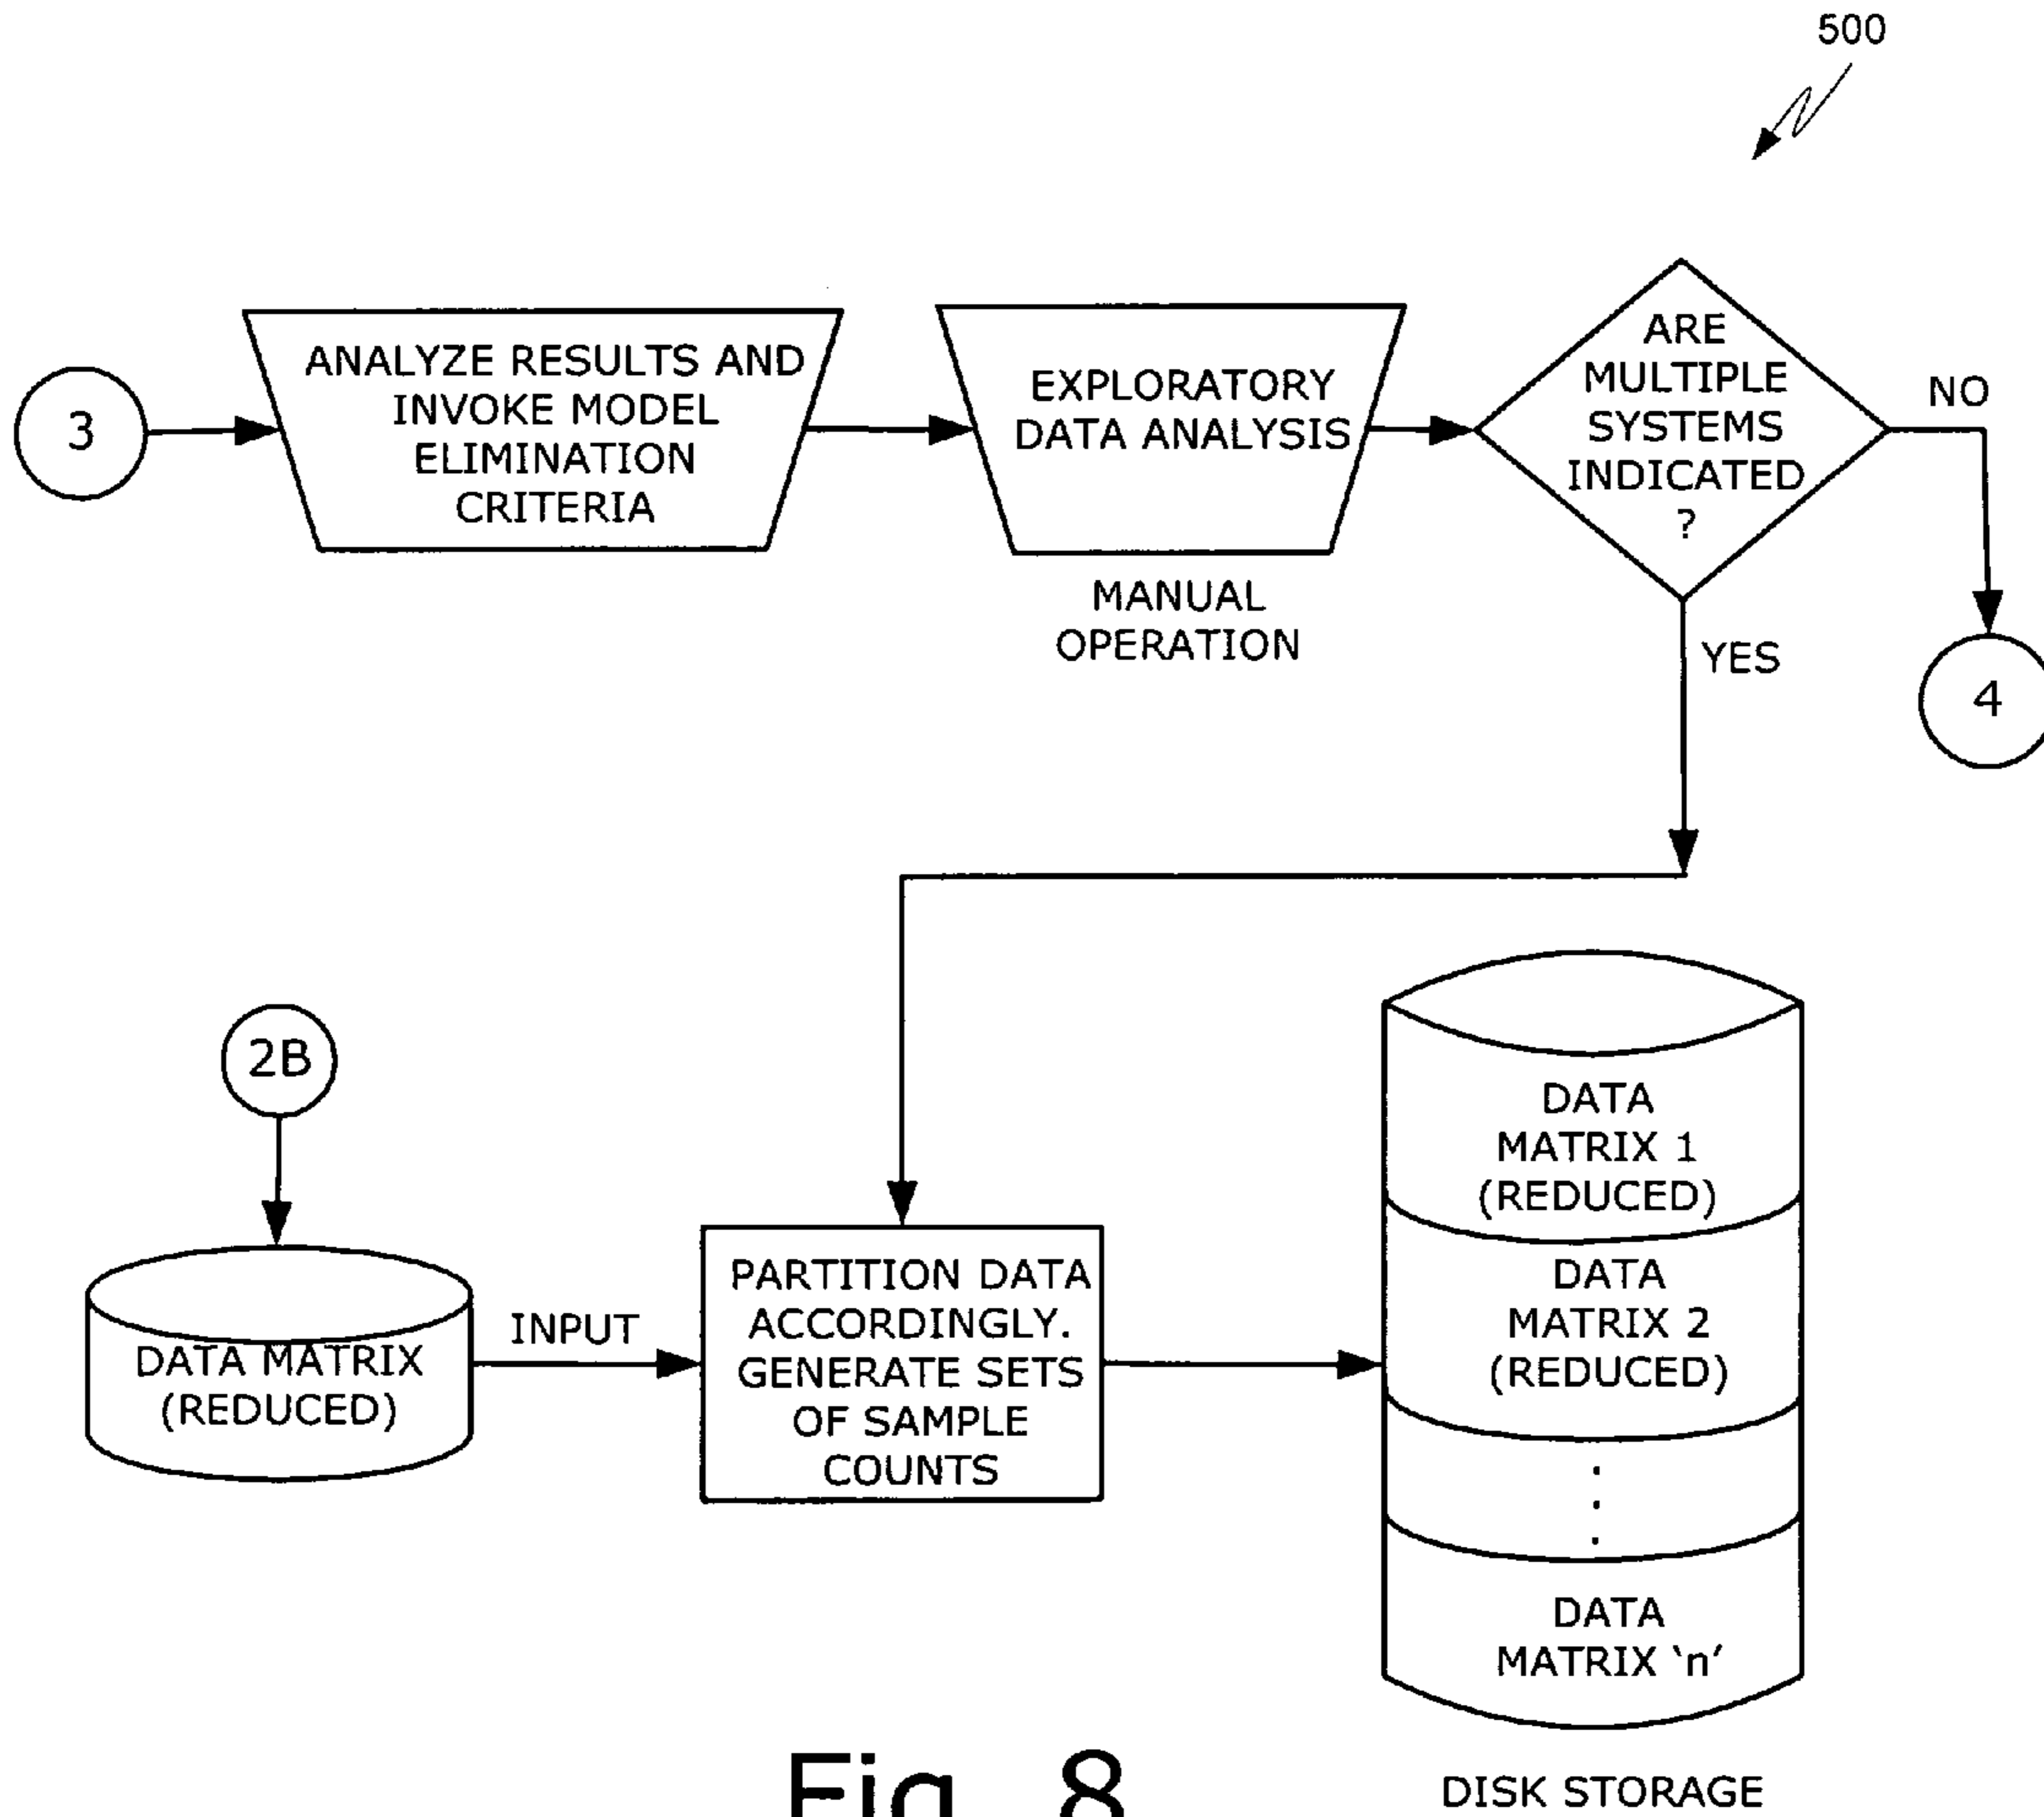 500
3
ANALYZE RESULTS AND
INVOKE MODEL
ELIMINATION
CRITERIA
EXPLORATORY
DATA ANALYSIS
MANUAL
OPERATION
ARE
MULTIPLE
SYSTEMS
INDICATED
?
NO
4
YES
2B
DATA MATRIX
(REDUCED)
INPUT
PARTITION DATA
ACCORDINGLY.
GENERATE SETS
OF SAMPLE
COUNTS
DATA
MATRIX 1
(REDUCED)
DATA
MATRIX 2
(REDUCED)
.
.
.
DATA
MATRIX ‘n’
DISK STORAGE
Fig. 8